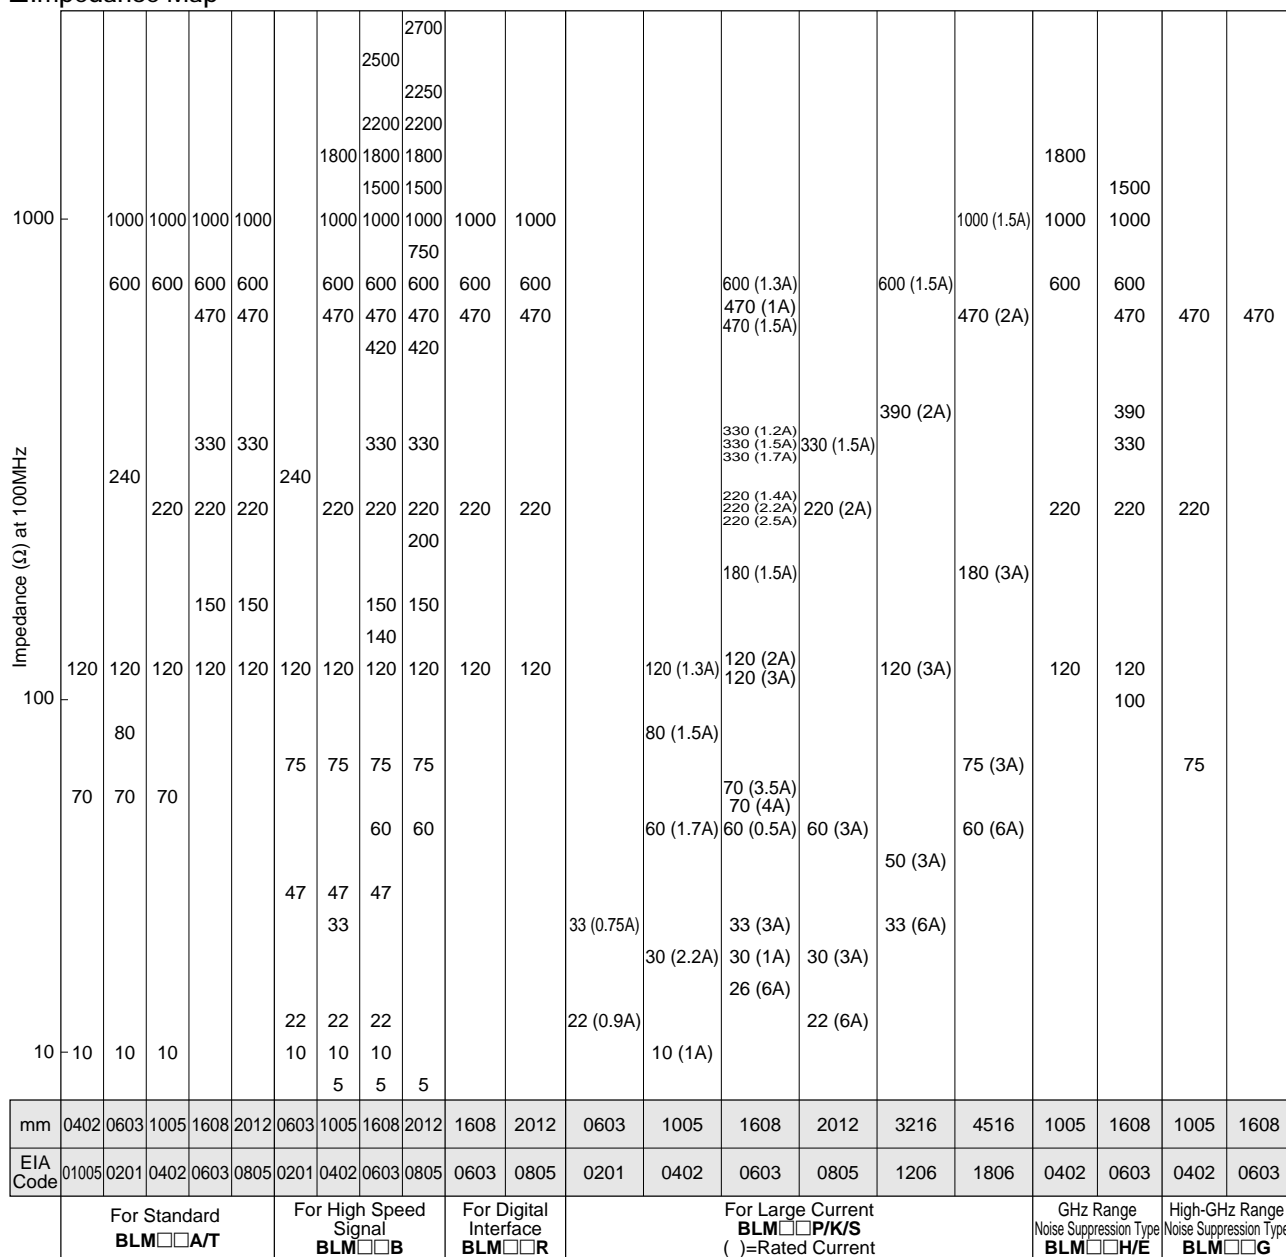 ■Impedance Map
2700
2500
2250
2200 2200
1800 1800 1800 1800
1500 1500 1500
1000 1000 1000 1000 1000 1000 1000 1000 1000 1000 1000 (1.5A) 1000 1000
750
600 600 600 600 600 600 600 600 600 600 (1.3A) 600 (1.5A) 600 600
470 (1A)
470 470 470 470 470 470 470 470 (1.5A) 470 (2A) 470 470 470
420 420
390 (2A) 390
330 (1.2A)
330 330 330 330 330 (1.5A) 330 (1.5A) 330
330 (1.7A)
240 240
220 (1.4A)
220 220 220 220 220 220 220 220 220 (2.2A) 220 (2A) 220 220 220
220 (2.5A)
200
180 (1.5A) 180 (3A)
150 150 150 150
140
120 (2A)
120 120 120 120 120 120 120 120 120 120 120 120 (1.3A) 120 (3A) 120 120
120 (3A)
100 100
80 80 (1.5A)
75 75 75 75 75 (3A) 75
70 (3.5A)
70 70 70
70 (4A)
60 60 60 (1.7A) 60 (0.5A) 60 (3A) 60 (6A)
50 (3A)
47 47 47
33 33 (0.75A) 33 (3A) 33 (6A)
30 (2.2A) 30 (1A) 30 (3A)
26 (6A)
22 22 22 22 (0.9A) 22 (6A)
10 10 10 10 10 10 10 10 (1A)
5 5 5
Impedance (Ω) at 100MHz
mm 0402 0603 1005 1608 2012 0603 1005 1608 2012 1608 2012 0603 1005 1608 2012 3216 4516 1005 1608 1005 1608
EIA
Code 01005 0201 0402 0603 0805 0201 0402 0603 0805 0603 0805 0201 0402 0603 0805 1206 1806 0402 0603 0402 0603
For Standard
BLM□□A/T
For High Speed
Signal
BLM□□B
For Digital
Interface
BLM□□R
For Large Current
BLM□□P/K/S
( )=Rated Current
GHz Range
Noise Suppression Type
BLM□□H/E
High-GHz Range
Noise Suppression Type
BLM□□G